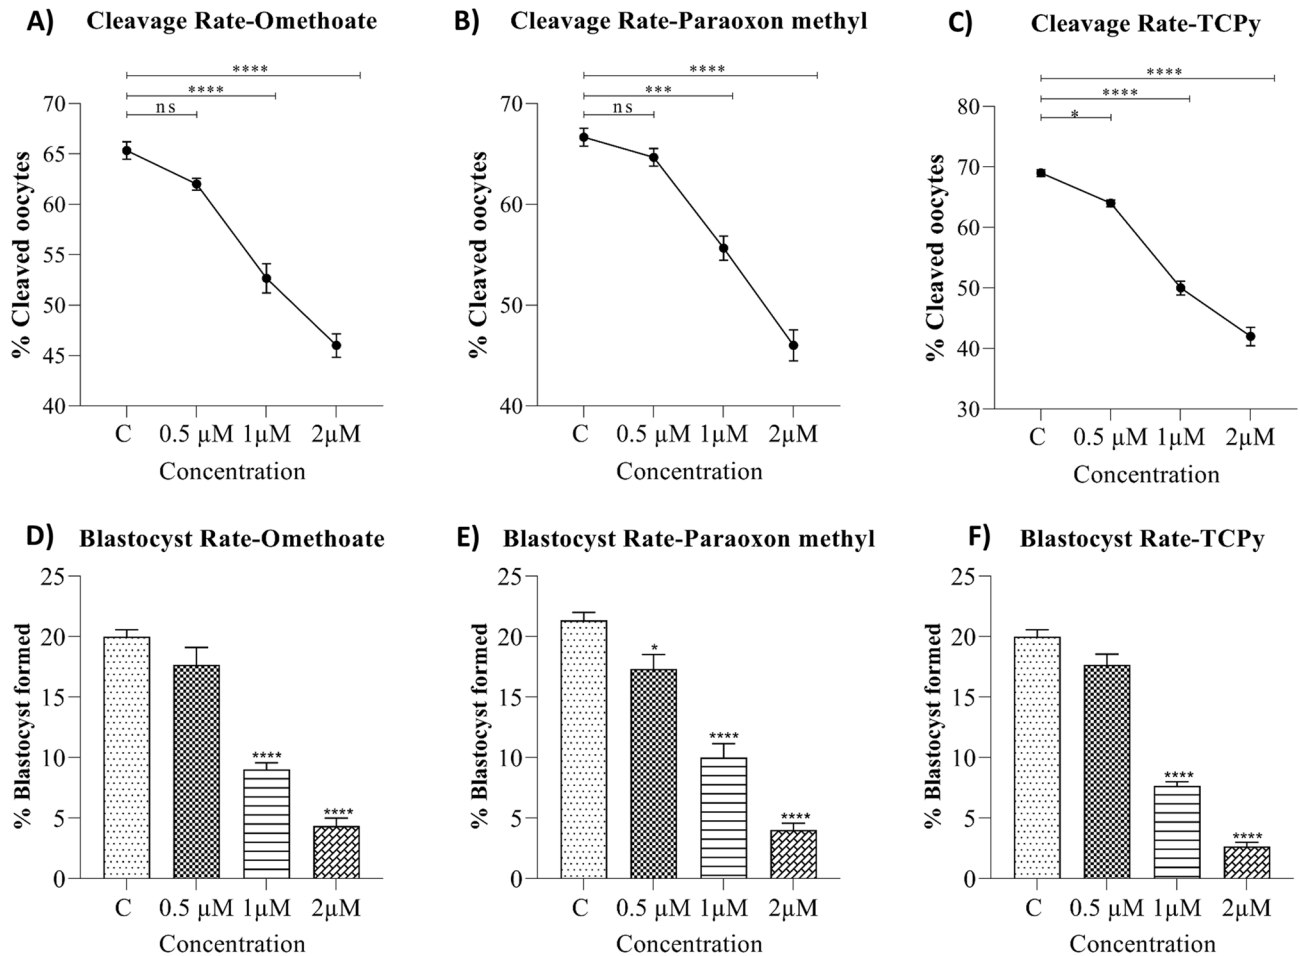 A) Cleavage Rate-Omethoate
****
****
ns
70
65
60
55
50
45
40
% Cleaved oocytes
C 0.5 µM 1µM 2µM
Concentration
B) Cleavage Rate-Paraoxon methyl
****
***
ns
70
60
50
40
% Cleaved oocytes
C 0.5 µM 1µM 2µM
Concentration
C) Cleavage Rate-TCPy
****
****
*
80
70
60
50
40
30
% Cleaved oocytes
C 0.5 µM 1µM 2µM
Concentration
D) Blastocyst Rate-Omethoate
25
20
15
10
5
0
% Blastocyst formed
****
****
C 0.5 µM 1µM 2µM
Concentration
E) Blastocyst Rate-Paraoxon methyl
25
20
15
10
5
0
% Blastocyst formed
*
****
****
C 0.5 µM 1µM 2µM
Concentration
F) Blastocyst Rate-TCPy
25
20
15
10
5
0
% Blastocyst formed
****
****
C 0.5 µM 1µM 2µM
Concentration